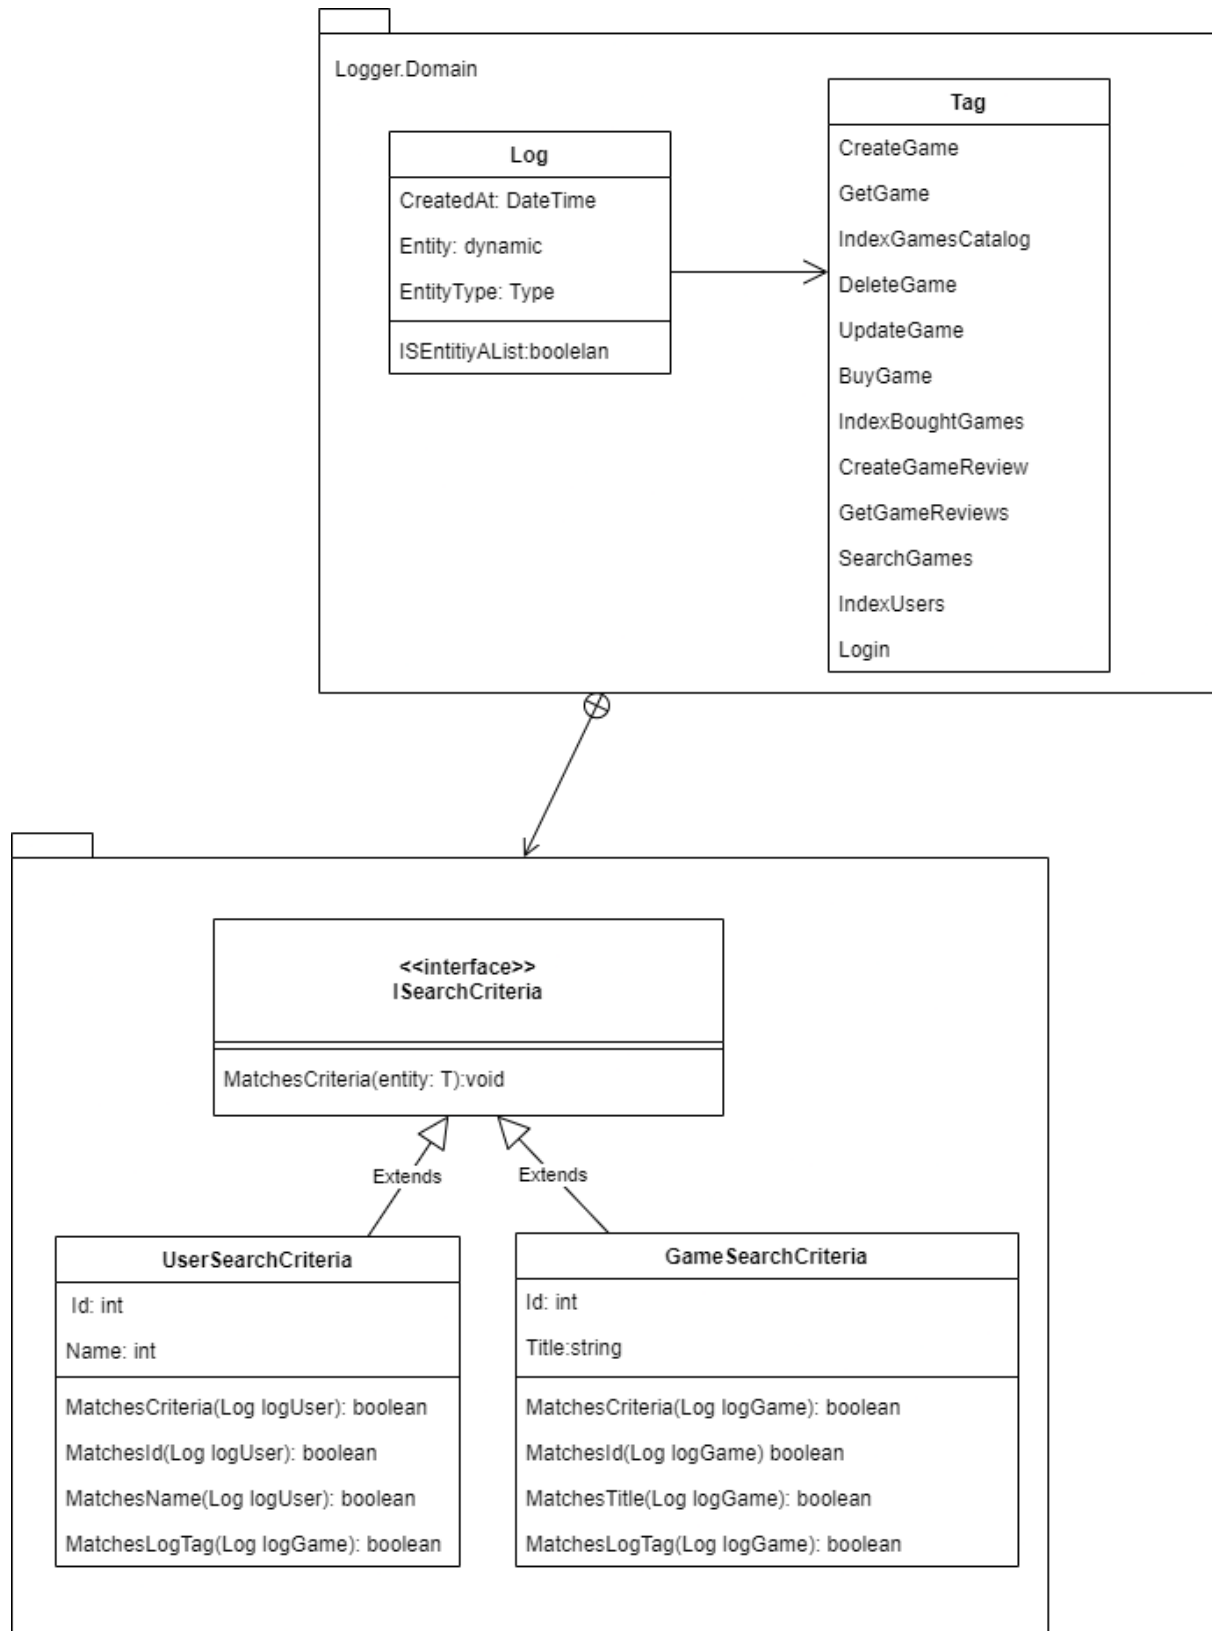 Logger.Domain
Log
CreatedAt: DateTime
Entity: dynamic
EntityType: Type
ISEntitiyAList:boolelan
Tag
CreateGame
GetGame
IndexGamesCatalog
DeleteGame
UpdateGame
BuyGame
IndexBoughtGames
CreateGameReview
GetGameReviews
SearchGames
IndexUsers
Login
<<interface>>
ISearchCriteria
MatchesCriteria(entity: T):void
Extends
Extends
UserSearchCriteria
Id: int
Name: int
MatchesCriteria(Log logUser): boolean
MatchesId(Log logUser): boolean
MatchesName(Log logUser): boolean
MatchesLogTag(Log logGame): boolean
GameSearchCriteria
Id: int
Title:string
MatchesCriteria(Log logGame): boolean
MatchesId(Log logGame) boolean
MatchesTitle(Log logGame): boolean
MatchesLogTag(Log logGame): boolean